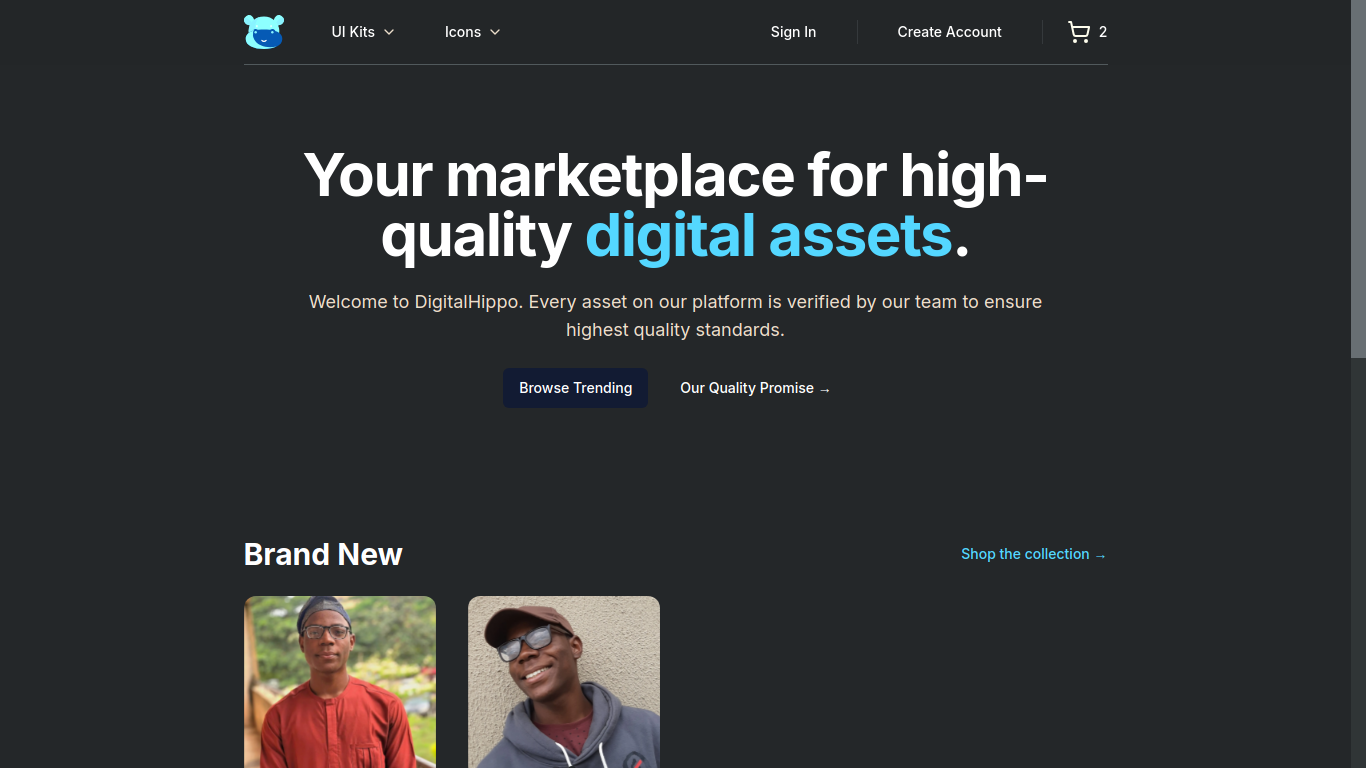 UI Kits
Icons
Sign In
Create Account
2
Your marketplace for high-
quality digital assets.
Welcome to DigitalHippo. Every asset on our platform is verified by our team to ensure
highest quality standards.
Browse Trending
Our Quality Promise →
Brand New
Shop the collection →